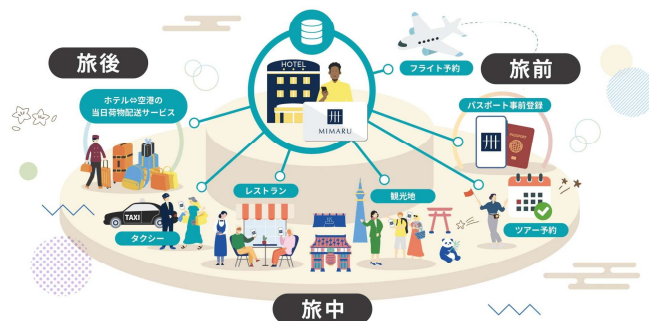 旅後
HOTEL
フライト予約
旅前
ホテル⇔空港の
当日荷物配送サービス
パスポート事前登録
MIMARU
PASSPORT
レストラン
観光地
TAXI
タクシー
ツアー予約
旅中